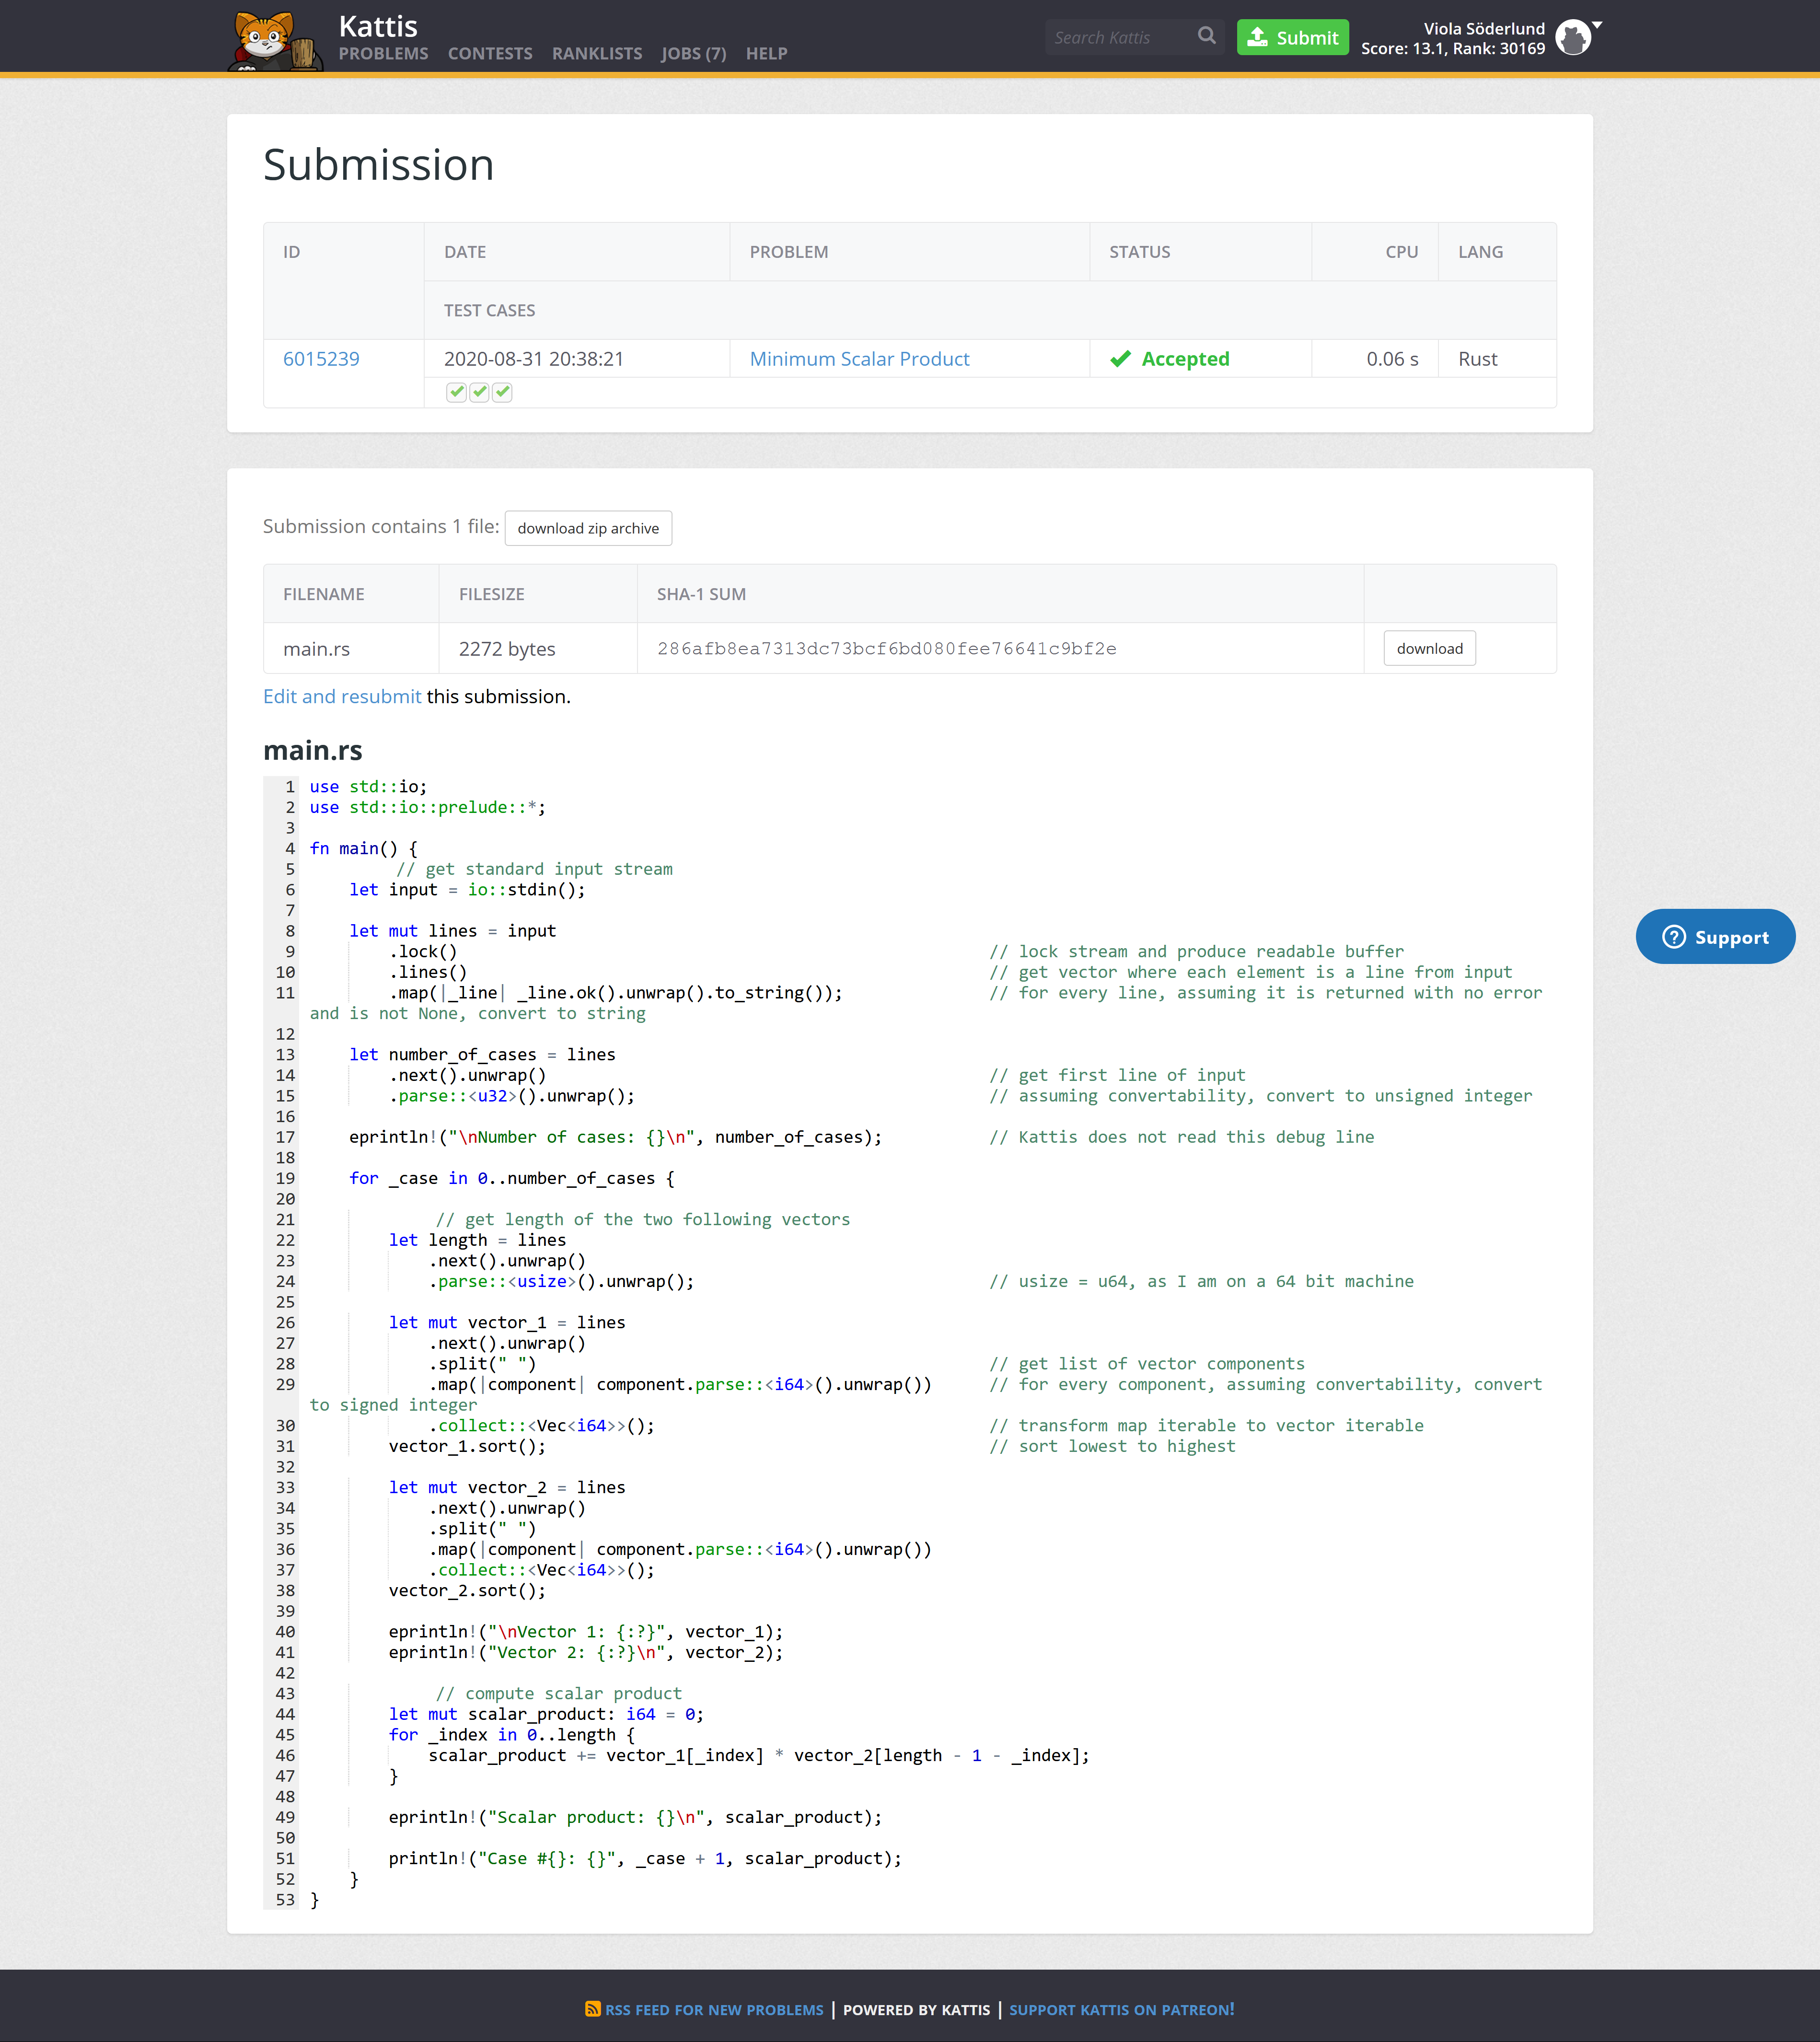 Kattis
PROBLEMS CONTESTS RANKLISTS JOBS (7) HELP
Search Kattis
Submit
Viola Söderlund
Score: 13.1, Rank: 30169
Submission
ID DATE PROBLEM STATUS CPU LANG
TEST CASES
6015239 2020-08-31 20:38:21 Minimum Scalar Product Accepted 0.06 s Rust
Submission contains 1 file: download zip archive
FILENAME FILESIZE SHA-1 SUM
main.rs 2272 bytes 286afb8ea7313dc73bcf6bd080fee76641c9bf2e download
Edit and resubmit this submission.
main.rs
1 use std::io;
2 use std::io::prelude::*;
3
4 fn main() {
5 // get standard input stream
6 let input = io::stdin();
7
8 let mut lines = input
9 .lock() // lock stream and produce readable buffer
10 .lines() // get vector where each element is a line from input
11 .map(|_line| _line.ok().unwrap().to_string()); // for every line, assuming it is returned with no error
and is not None, convert to string
12
13 let number_of_cases = lines
14 .next().unwrap() // get first line of input
15 .parse::<u32>().unwrap(); // assuming convertability, convert to unsigned integer
16
17 eprintln!("\nNumber of cases: {}\n", number_of_cases); // Kattis does not read this debug line
18
19 for _case in 0..number_of_cases {
20
21 // get length of the two following vectors
22 let length = lines
23 .next().unwrap()
24 .parse::<usize>().unwrap(); // usize = u64, as I am on a 64 bit machine
25
26 let mut vector_1 = lines
27 .next().unwrap()
28 .split(" ") // get list of vector components
29 .map(|component| component.parse::<i64>().unwrap()) // for every component, assuming convertability, convert
to signed integer
30 .collect::<Vec<i64>>(); // transform map iterable to vector iterable
31 vector_1.sort(); // sort lowest to highest
32
33 let mut vector_2 = lines
34 .next().unwrap()
35 .split(" ")
36 .map(|component| component.parse::<i64>().unwrap())
37 .collect::<Vec<i64>>();
38 vector_2.sort();
39
40 eprintln!("\nVector 1: {:?}", vector_1);
41 eprintln!("Vector 2: {:?}\n", vector_2);
42
43 // compute scalar product
44 let mut scalar_product: i64 = 0;
45 for _index in 0..length {
46 scalar_product += vector_1[_index] * vector_2[length - 1 - _index];
47 }
48
49 eprintln!("Scalar product: {}\n", scalar_product);
50
51 println!("Case #{}: {}", _case + 1, scalar_product);
52 }
53 }
Support
RSS FEED FOR NEW PROBLEMS | POWERED BY KATTIS | SUPPORT KATTIS ON PATREON!